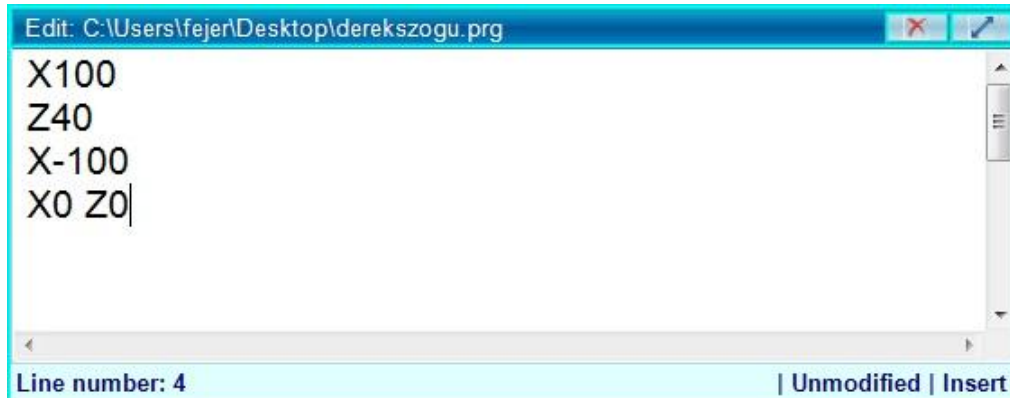 Edit: C:\Users\fejer\Desktop\derekszogu.prg
X100
Z40
X-100
X0 Z0
Line number: 4 | Unmodified | Insert